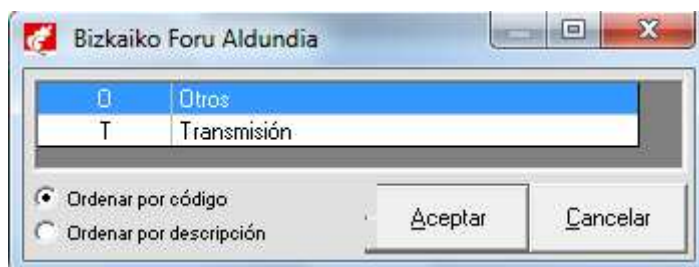 Bizkaiko Foru Aldundia
O Otros
T Transmisión
Ordenar por código
Ordenar por descripción
Aceptar
Cancelar